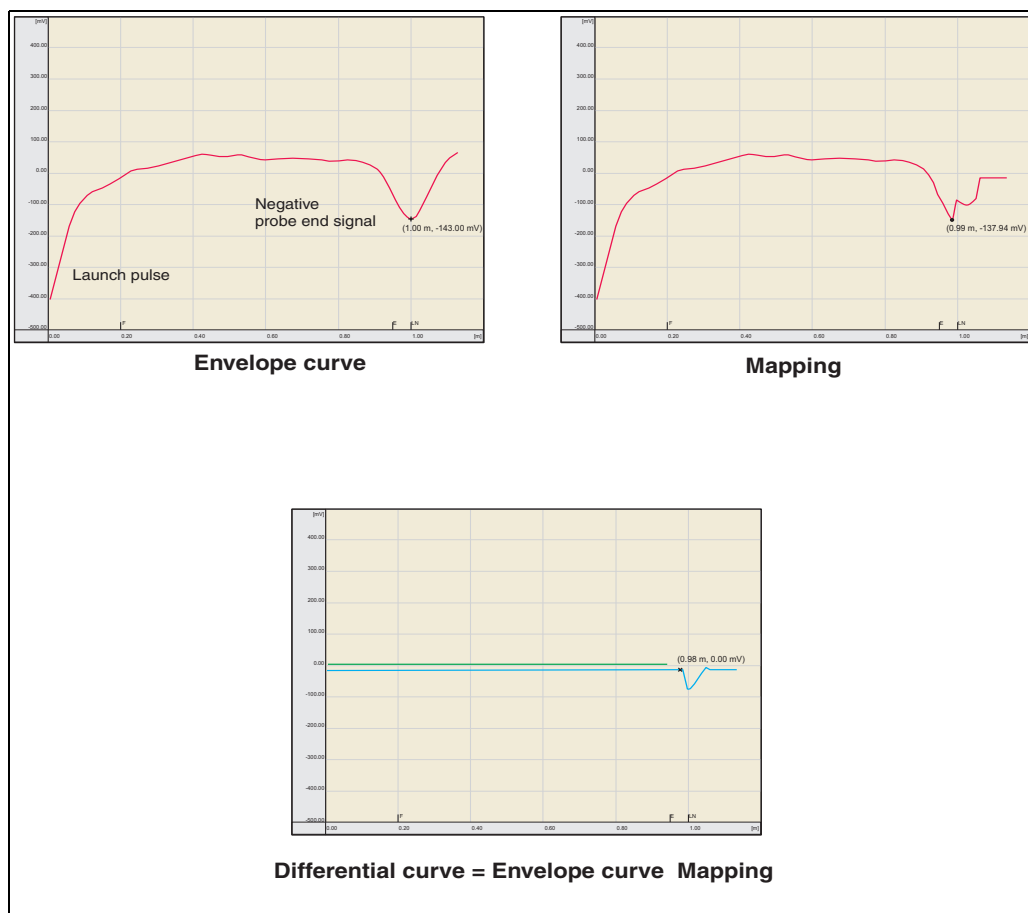 [mV]
400.00
300.00
200.00
100.00
0.00
-100.00
-200.00
-300.00
-400.00
-500.00
Negative
probe end signal
(1.00 m, -143.00 mV)
Launch pulse
F
E
LN
0.00 0.20 0.40 0.60 0.80 1.00 [m]
Envelope curve
[mV]
400.00
300.00
200.00
100.00
0.00
-100.00
-200.00
-300.00
-400.00
-500.00
(0.99 m, -137.94 mV)
F
E
LN
0.00 0.20 0.40 0.60 0.80 1.00 [m]
Mapping
[mV]
400.00
300.00
200.00
100.00
0.00
-100.00
-200.00
-300.00
-400.00
-500.00
(0.98 m, 0.00 mV)
F
E
LN
0.00 0.20 0.40 0.60 0.80 1.00 [m]
Differential curve = Envelope curve Mapping